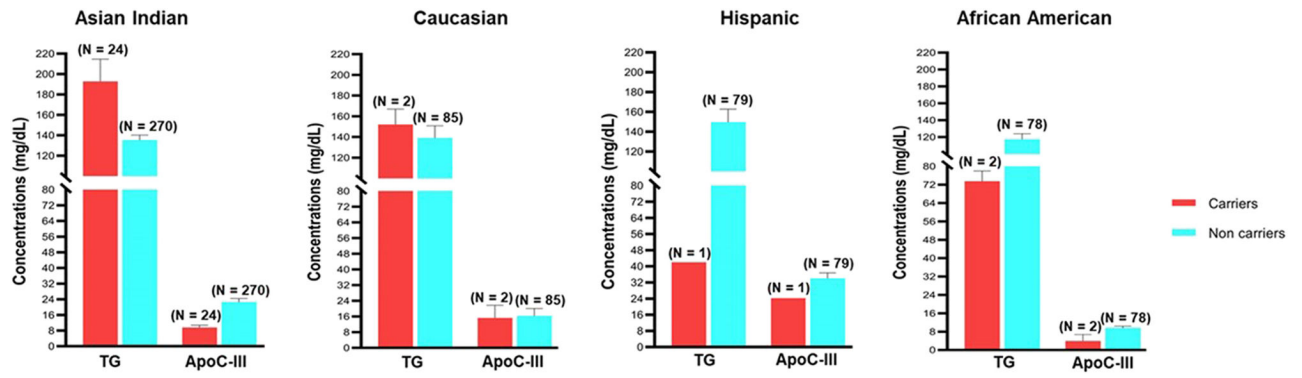 Asian Indian
Caucasian
Hispanic
African American
Concentrations (mg/dL)
220
200
180
160
140
120
80
72
64
56
48
40
32
24
16
8
0
(N = 24)
(N = 270)
(N = 24)
(N = 270)
TG
ApoC-III
Concentrations (mg/dL)
220
200
180
160
140
120
80
72
64
56
48
40
32
24
16
8
0
(N = 2)
(N = 85)
(N = 2)
(N = 85)
TG
ApoC-III
Concentrations (mg/dL)
220
200
180
160
140
120
80
72
64
56
48
40
32
24
16
8
0
(N = 1)
(N = 79)
(N = 1)
(N = 79)
TG
ApoC-III
Concentrations (mg/dL)
220
200
180
160
140
120
80
72
64
56
48
40
32
24
16
8
0
(N = 2)
(N = 78)
(N = 2)
(N = 78)
TG
ApoC-III
Carriers
Non carriers